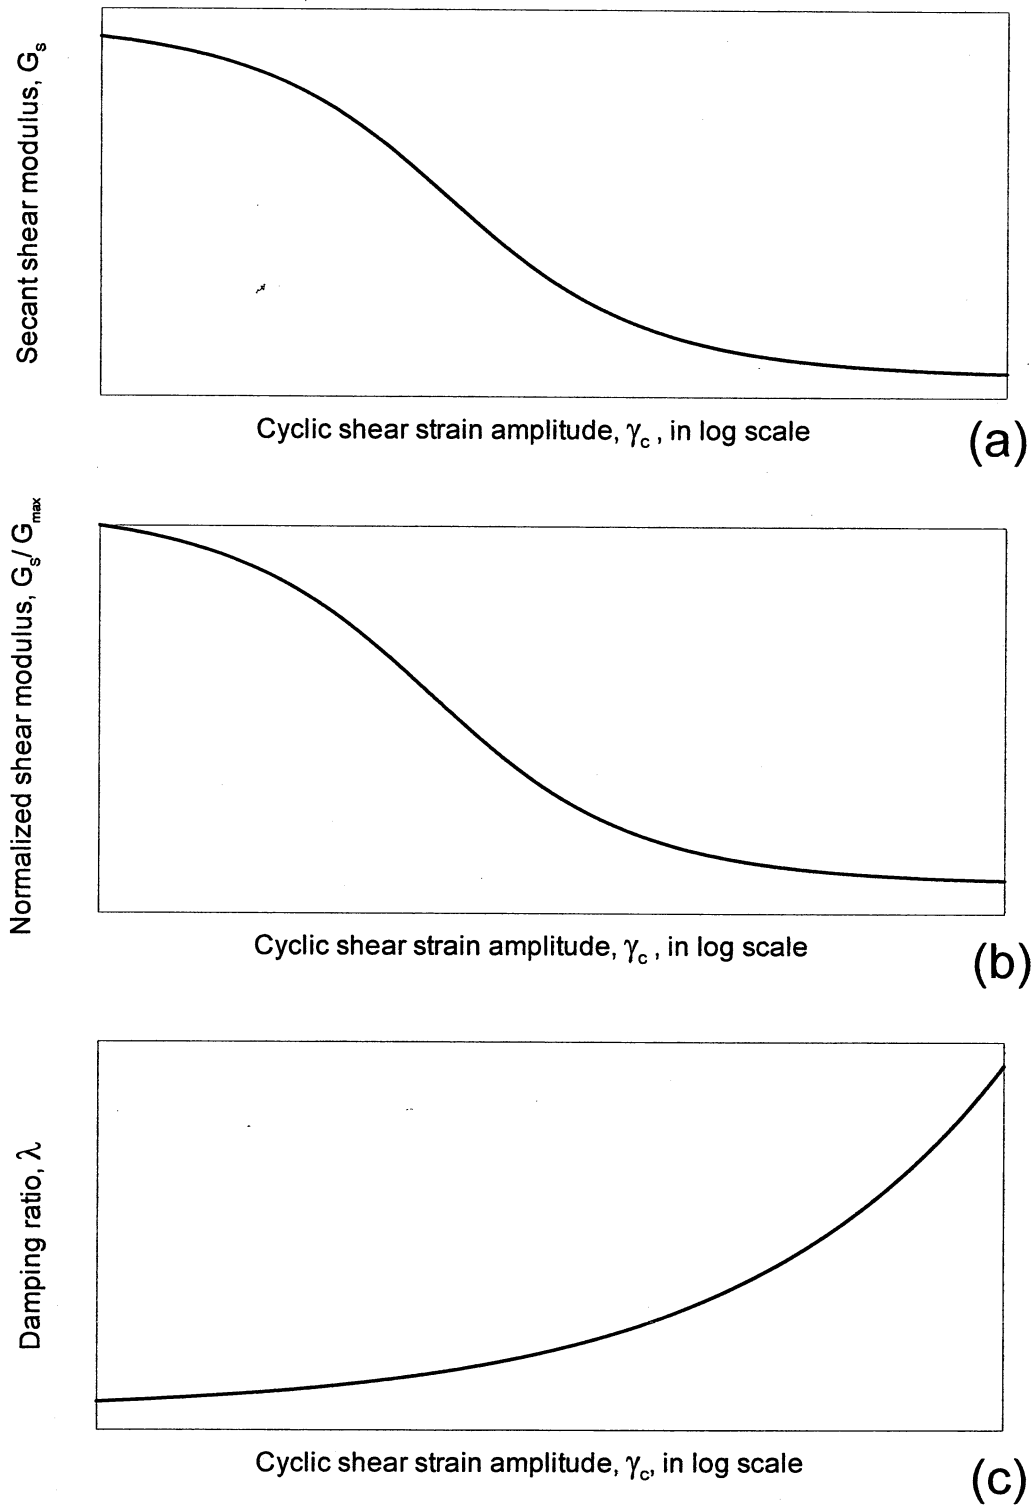 Secant shear modulus, Gs
Cyclic shear strain amplitude, γc , in log scale
(a)
Normalized shear modulus, Gs/ Gmax
Cyclic shear strain amplitude, γc , in log scale
(b)
Damping ratio, λ
Cyclic shear strain amplitude, γc, in log scale
(c)